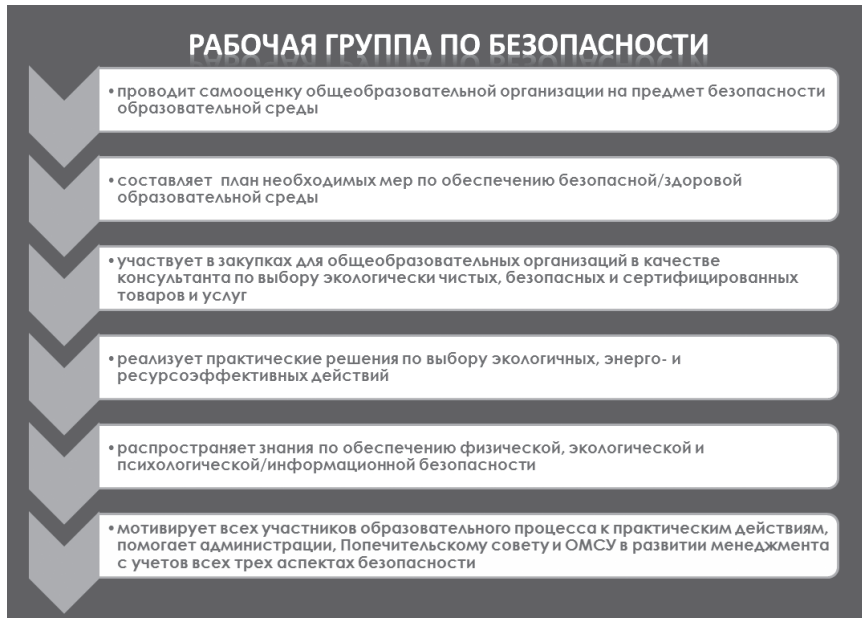 РАБОЧАЯ ГРУППА ПО БЕЗОПАСНОСТИ
•проводит самооценку общеобразовательной организации на предмет безопасности
образовательной среды
•составляет план необходимых мер по обеспечению безопасной/здоровой
образовательной среды
•участвует в закупках для общеобразовательных организаций в качестве
консультанта по выбору экологически чистых, безопасных и сертифицированных
товаров и услуг
•реализует практические решения по выбору экологичных, энерго- и
ресурсоэффективных действий
•распространяет знания по обеспечению физической, экологической и
психологической/информационной безопасности
•мотивирует всех участников образовательного процесса к практическим действиям,
помогает администрации, Попечительскому совету и ОМСУ в развитии менеджмента
с учетов всех трех аспектах безопасности